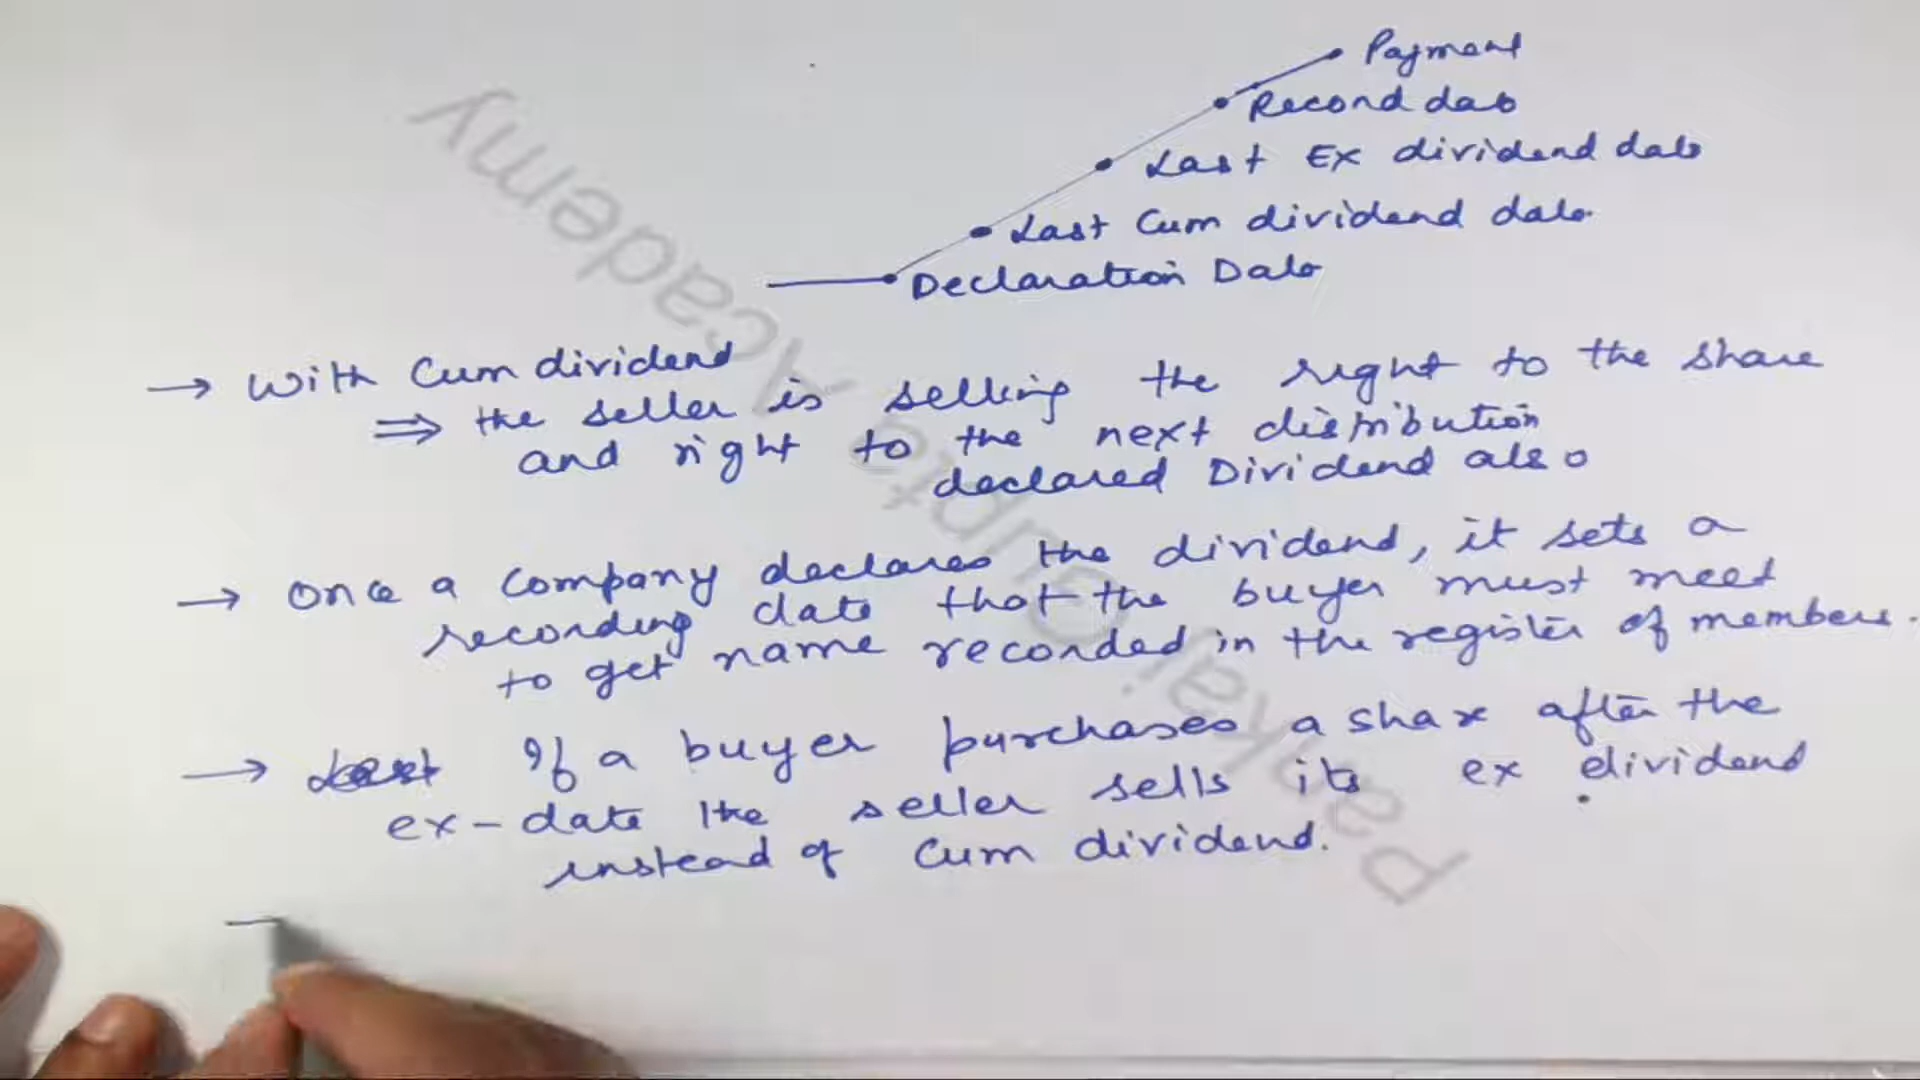 Payment
Record date
Last Ex dividend date
Last Cum dividend date
Declaration Date
→ With Cum dividend
⇒ the seller is selling the right to the share
and right to the next distribution
declared Dividend also
→ Once a company declares the dividend, it sets a
recording date that the buyer must meet
to get name recorded in the register of members.
→ If a buyer purchases a share after the
ex-date the seller sells its ex dividend
instead of Cum dividend.
Pankaj Gupta Academy